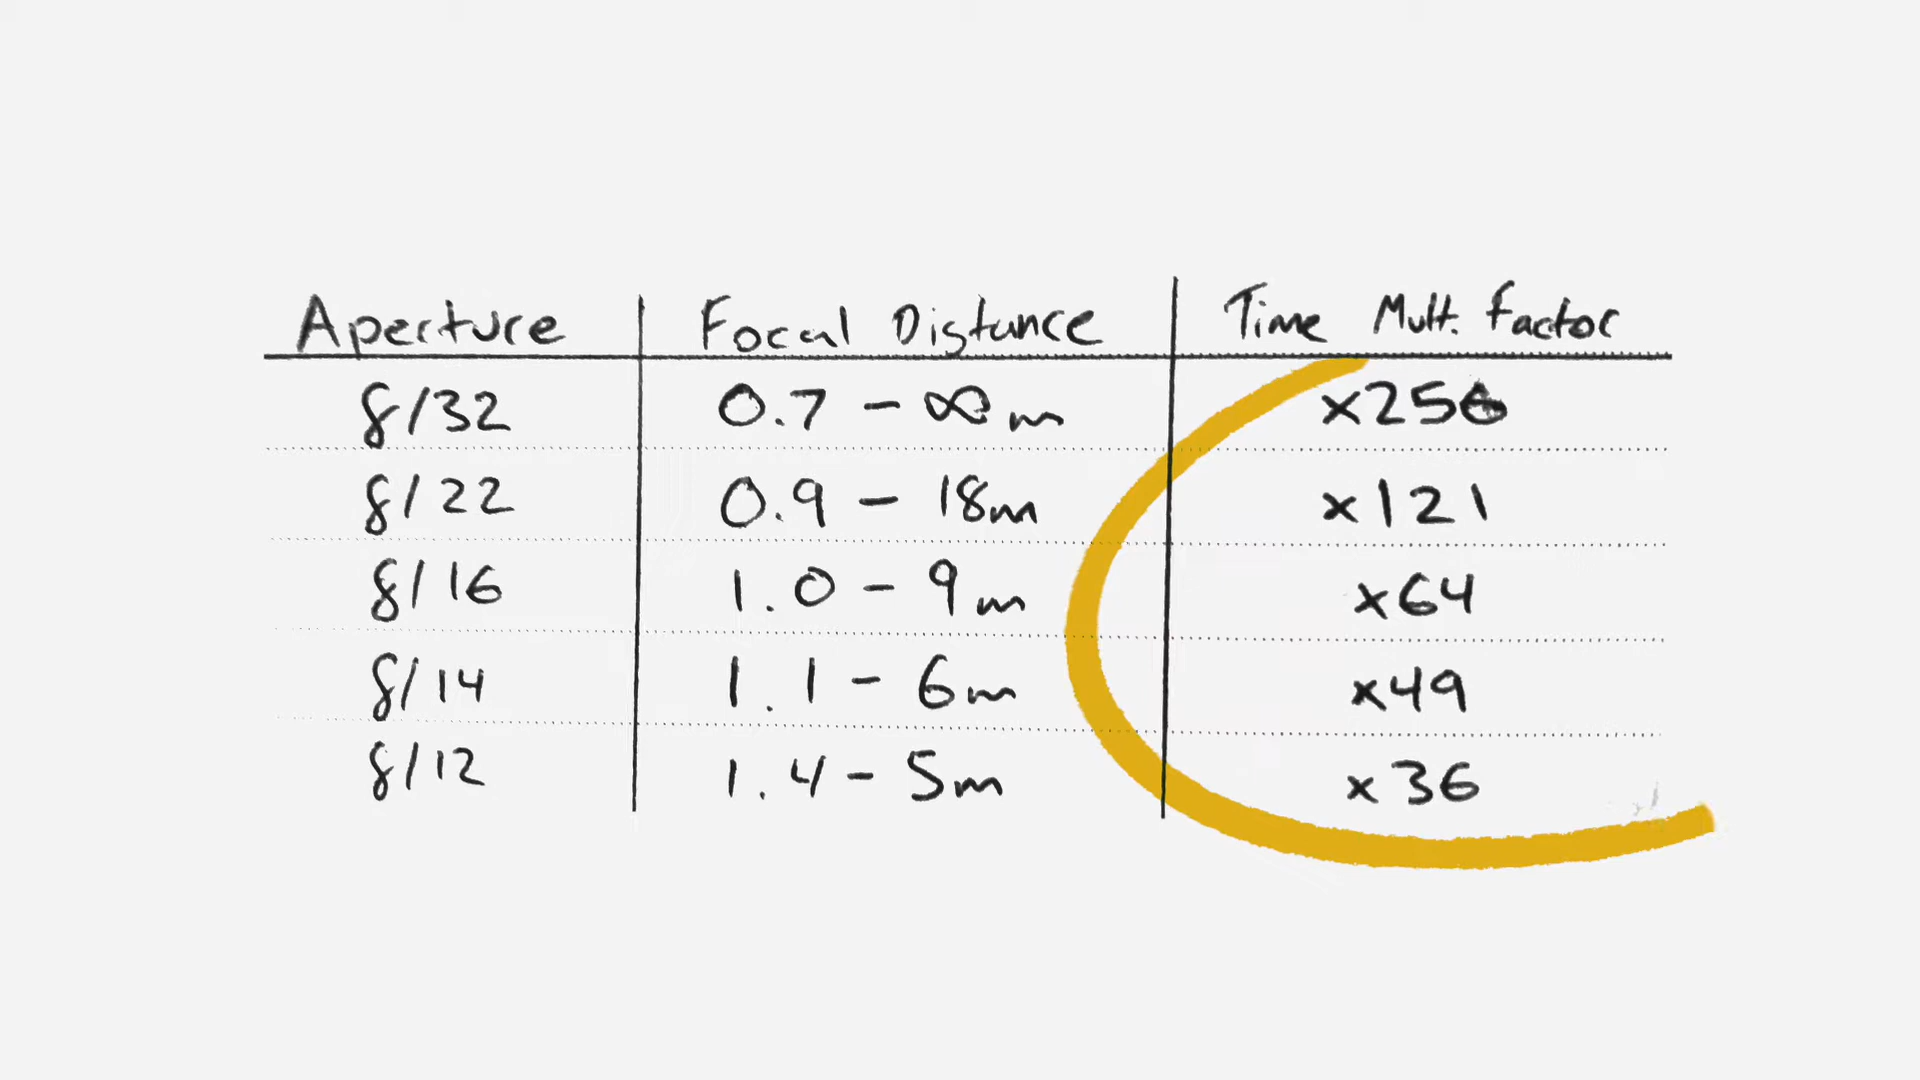 Aperture Focal Distance Time Mult. factor
f/32 0.7 - ∞m x256
f/22 0.9 - 18m x121
f/16 1.0 - 9m x64
f/14 1.1 - 6m x49
f/12 1.4 - 5m x36